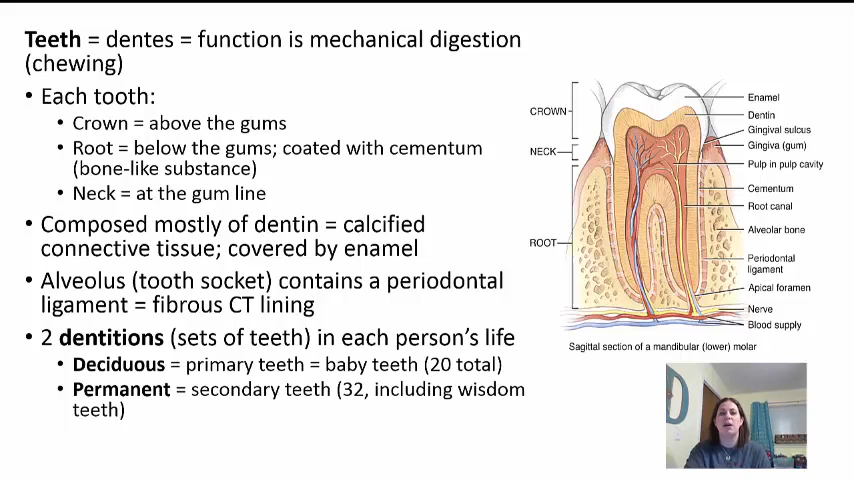 Teeth = dentes = function is mechanical digestion
(chewing)
• Each tooth:
• Crown = above the gums
• Root = below the gums; coated with cementum
(bone-like substance)
• Neck = at the gum line
• Composed mostly of dentin = calcified
connective tissue; covered by enamel
• Alveolus (tooth socket) contains a periodontal
ligament = fibrous CT lining
• 2 dentitions (sets of teeth) in each person's life
• Deciduous = primary teeth = baby teeth (20 total)
• Permanent = secondary teeth (32, including wisdom
teeth)
CROWN
NECK
ROOT
Enamel
Dentin
Gingival sulcus
Gingiva (gum)
Pulp in pulp cavity
Cementum
Root canal
Alveolar bone
Periodontal
ligament
Apical foramen
Nerve
Blood supply
Sagittal section of a mandibular (lower) molar